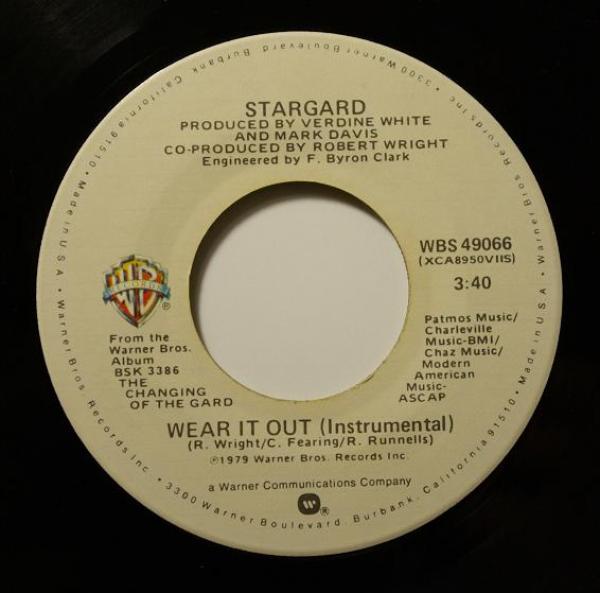 STARGARD
PRODUCED BY VERDINE WHITE
AND MARK DAVIS
CO-PRODUCED BY ROBERT WRIGHT
Engineered by F. Byron Clark
WBS 49066
(XCA8950VIIS)
3:40
WB
RECORDS
®
From the
Warner Bros.
Album
BSK 3386
THE
CHANGING
OF THE GARD
Patmos Music/
Charleville
Music-BMI/
Chaz Music/
Modern
American
Music-
ASCAP
WEAR IT OUT (Instrumental)
(R. Wright/C. Fearing/R. Runnells)
℗1979 Warner Bros. Records Inc.
a Warner Communications Company
®
Warner Bros. Records Inc. • 3300 Warner Boulevard, Burbank, California 91510 • Made in U.S.A. •
Warner Bros. Records Inc. • 3300 Warner Boulevard, Burbank, California 91510 • Made in U.S.A. •